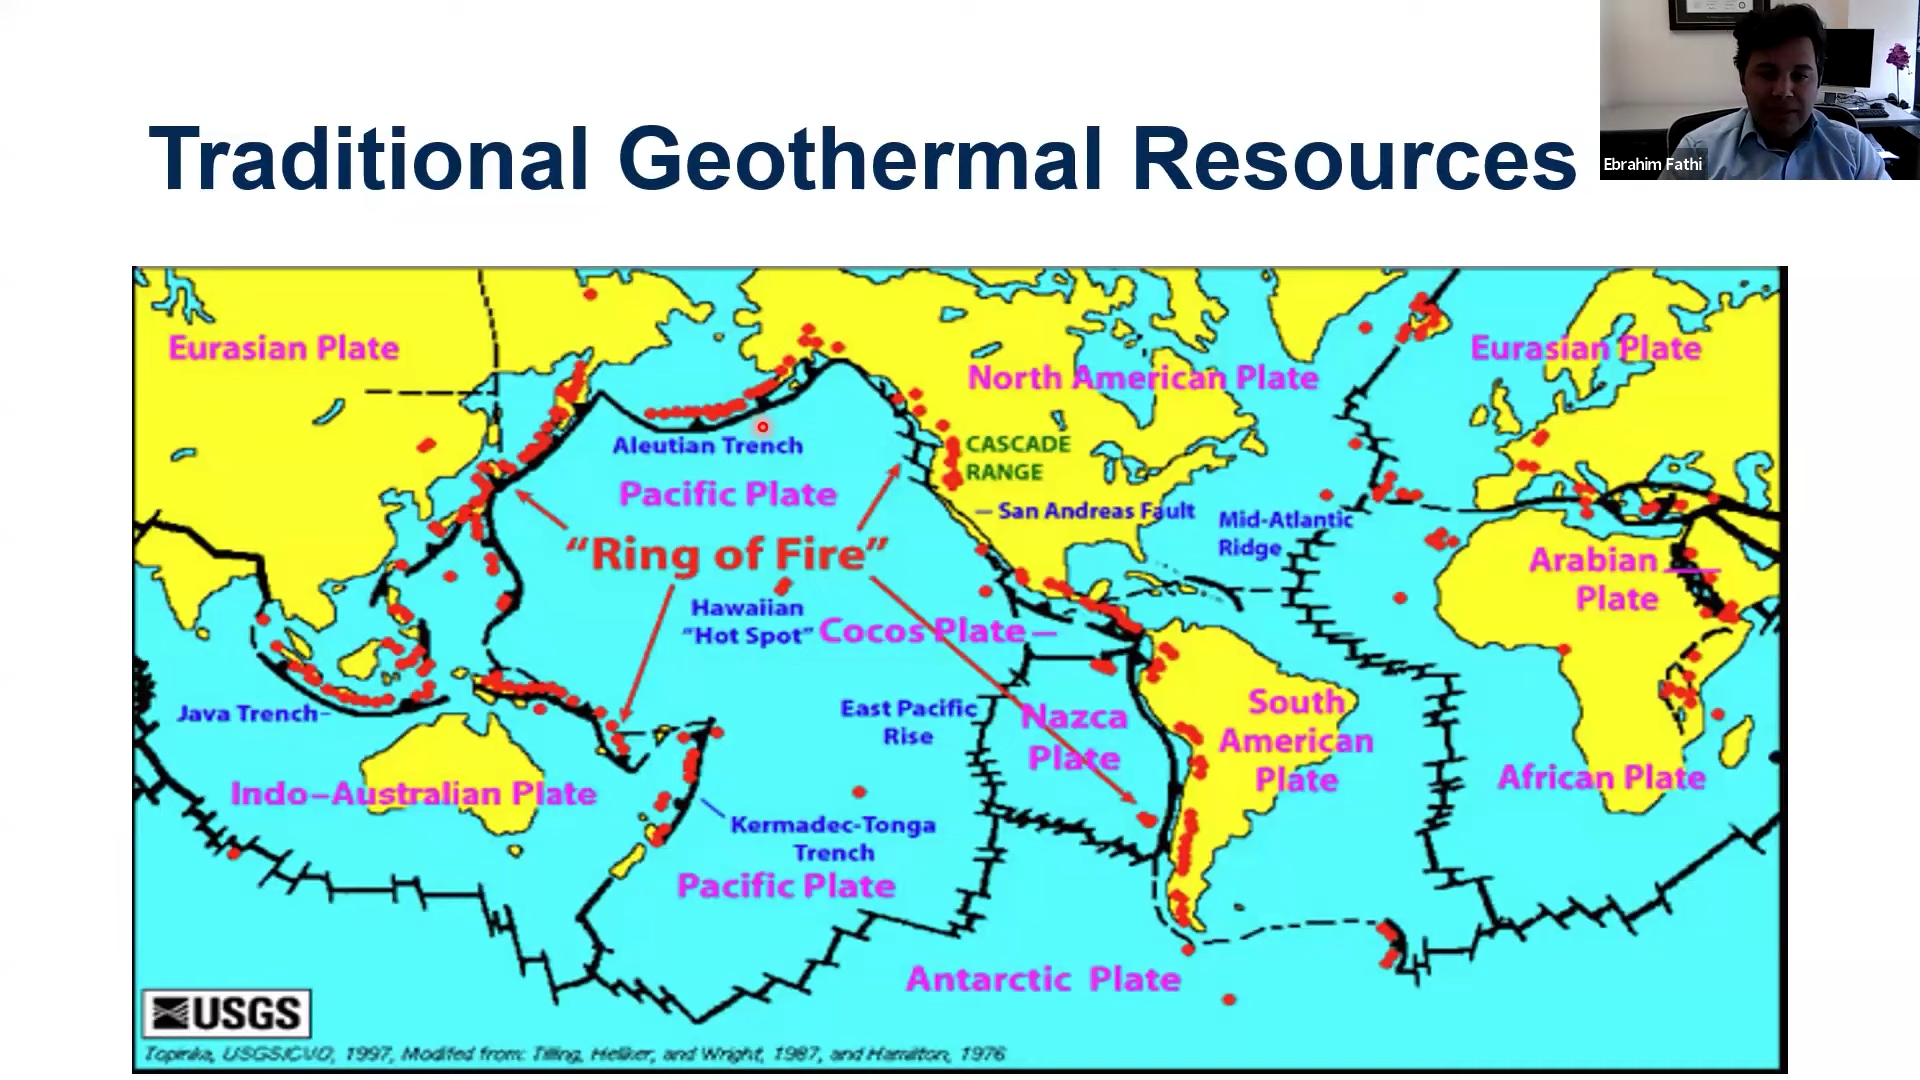 Traditional Geothermal Resources
Ebrahim Fathi
Eurasian Plate
Eurasian Plate
North American Plate
Aleutian Trench
CASCADE
RANGE
Pacific Plate
San Andreas Fault
Mid-Atlantic
Ridge
"Ring of Fire"
Arabian
Plate
Hawaiian
"Hot Spot"
Cocos Plate
Java Trench
East Pacific
Rise
Nazca
Plate
South
American
Plate
Indo-Australian Plate
African Plate
Kermadec-Tonga
Trench
Pacific Plate
Antarctic Plate
USGS
Topinka, USGS/CVO, 1997, Modified from: Tilling, Heliker, and Wright, 1987, and Hamilton, 1976